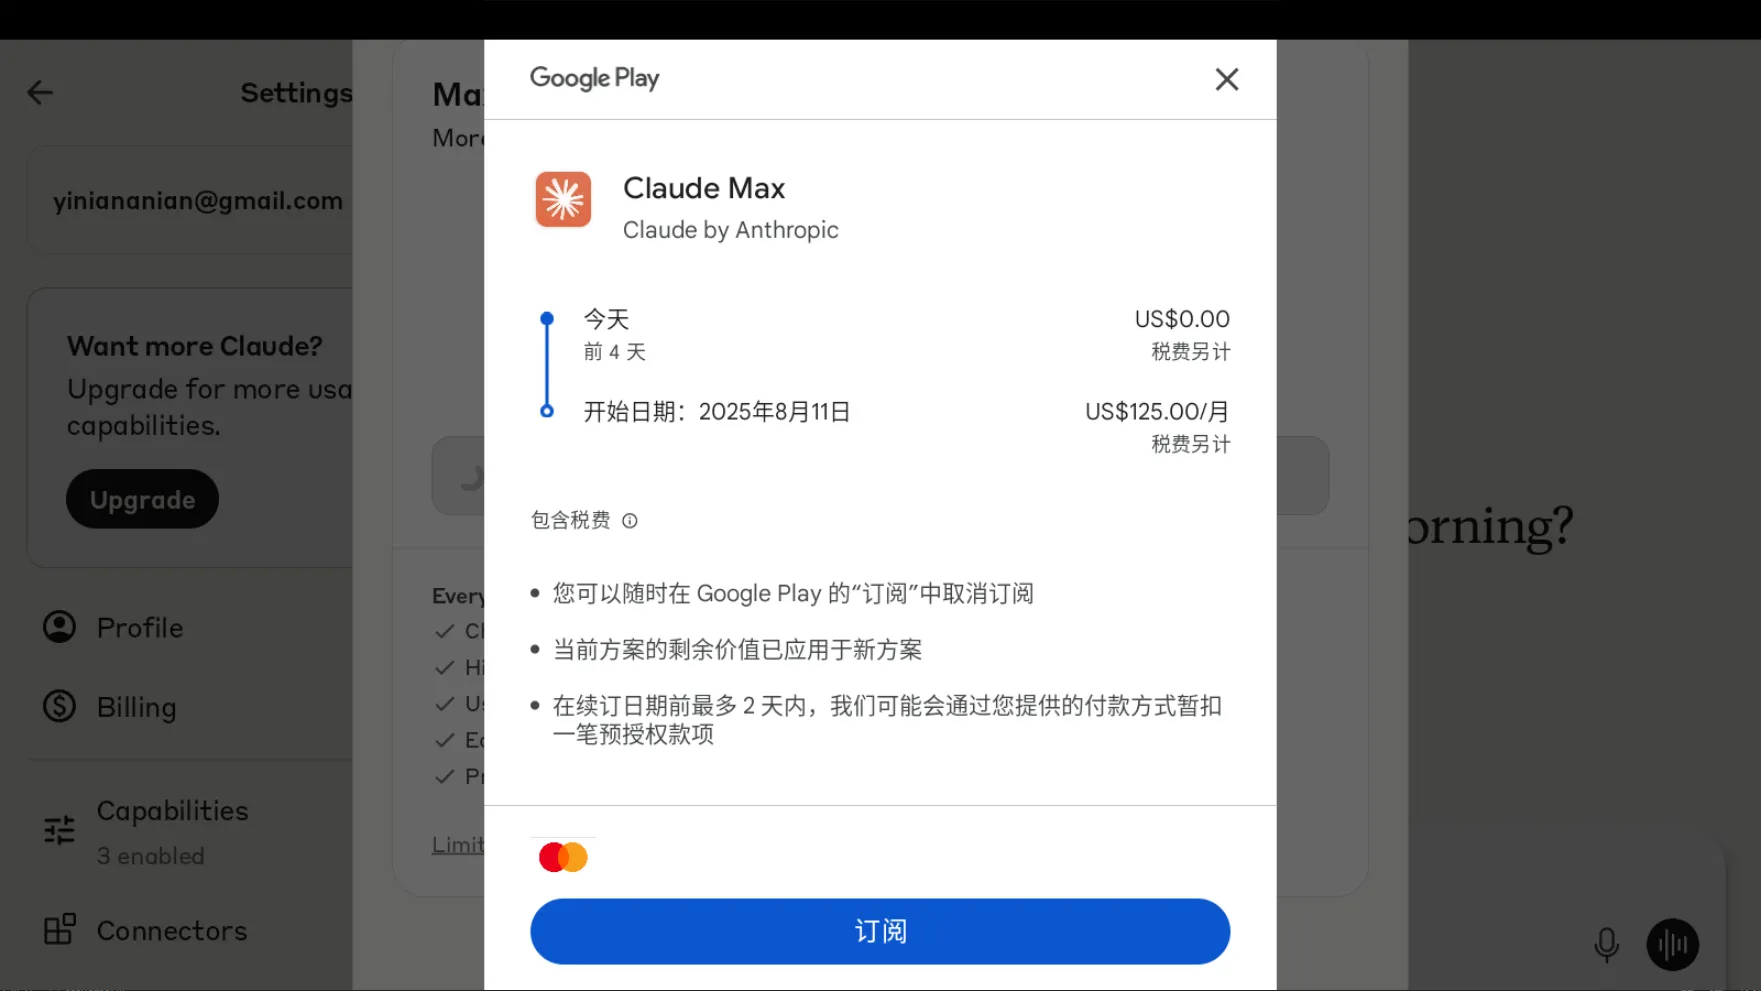 Settings
yiniananian@gmail.com
Want more Claude?
Upgrade for more usa
capabilities.
Upgrade
Profile
Billing
Capabilities
3 enabled
Connectors
Ma
More
Every
Limit
Google Play
Claude Max
Claude by Anthropic
今天 US$0.00
前 4 天 税费另计
开始日期：2025年8月11日 US$125.00/月
税费另计
包含税费
• 您可以随时在 Google Play 的“订阅”中取消订阅
• 当前方案的剩余价值已应用于新方案
• 在续订日期前最多 2 天内，我们可能会通过您提供的付款方式暂扣
一笔预授权款项
订阅
orning?